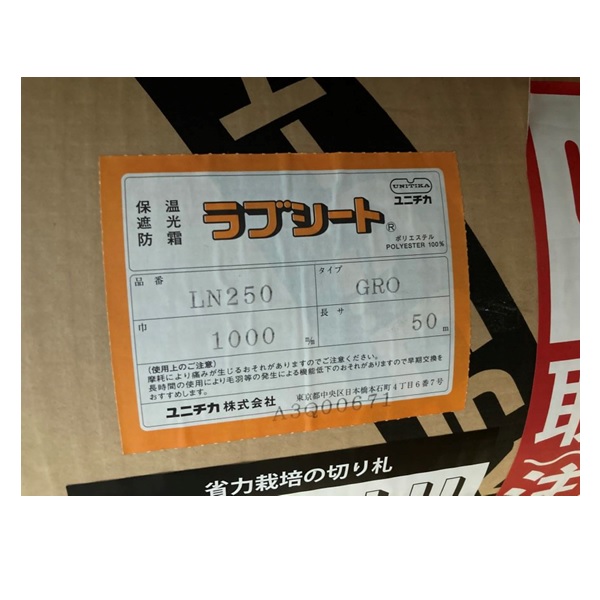 保温
遮光
防霜
ラブシート®
UNITIKA
ユニチカ
ポリエステル
POLYESTER 100%
品番
LN250
タイプ
GRO
巾
1000 m/m
長サ
50m
(使用上のご注意)
摩耗により痛みが生じるおそれがありますのでご注意ください。
長時間の使用により毛羽等の発生による機能低下のおそれがありますので早期交換を
おすすめします。
ユニチカ株式会社
東京都中央区日本橋本石町4丁目6番7号
A3Q00671
省力栽培の切り札
取